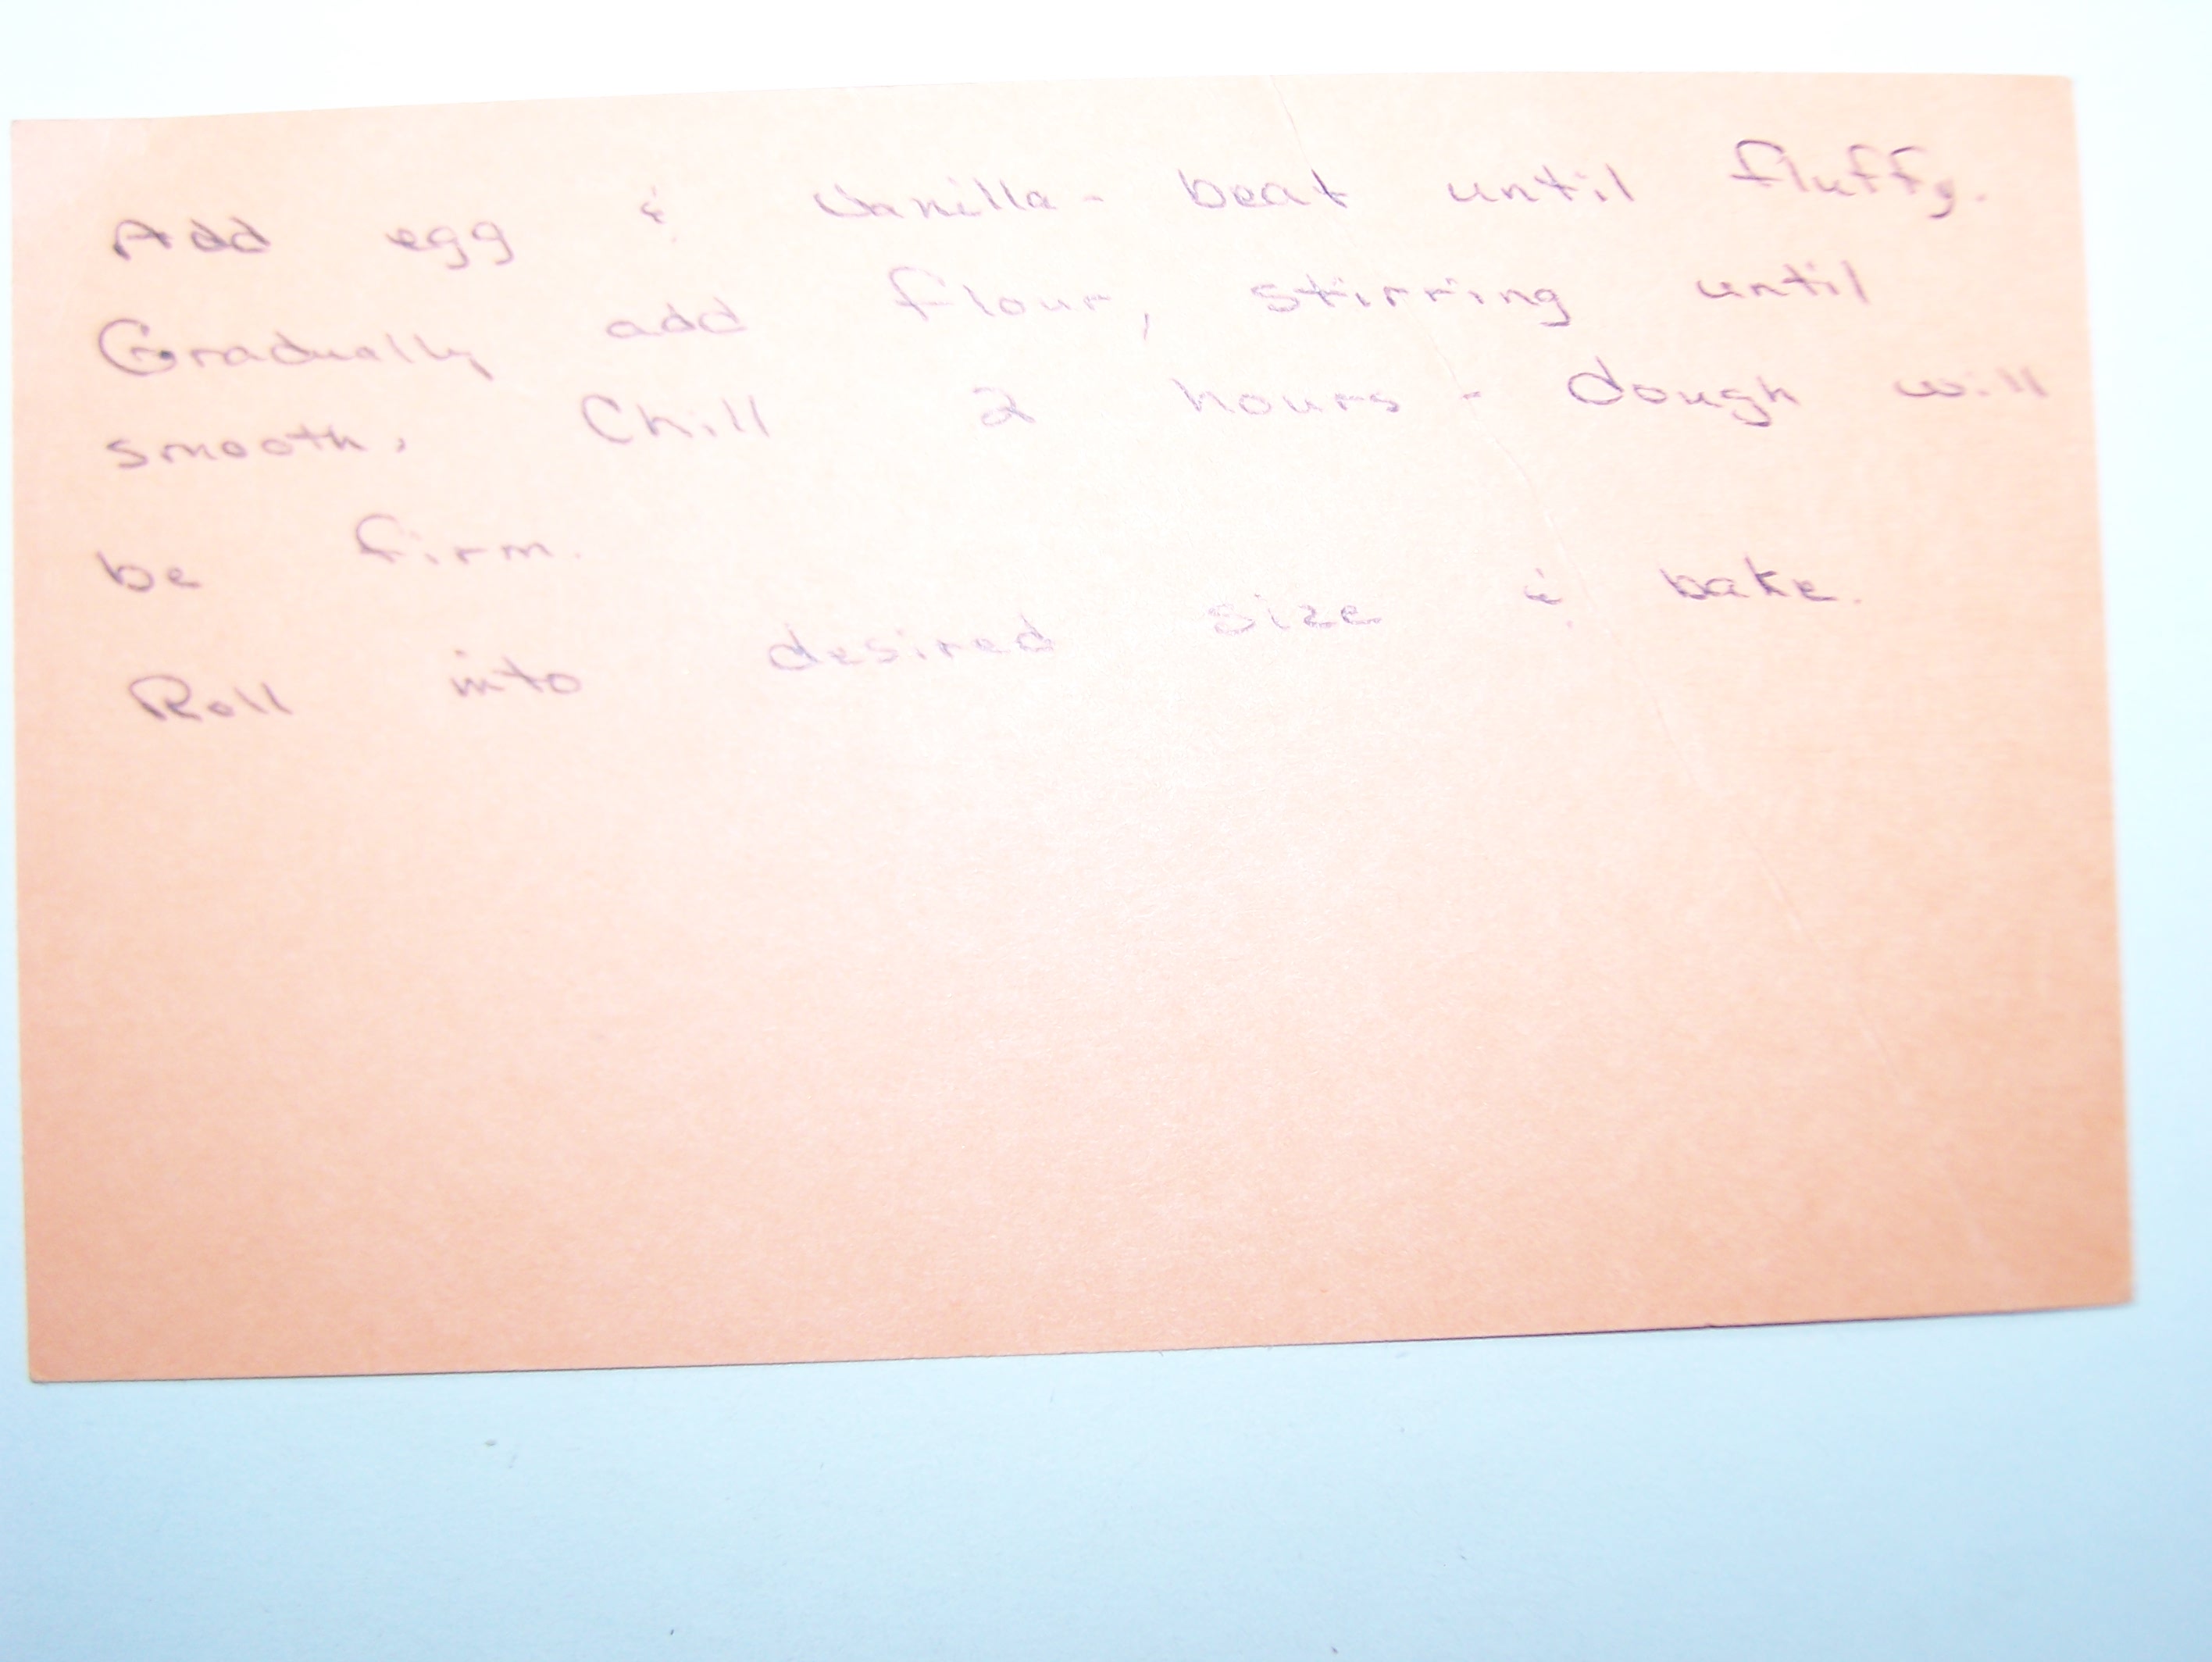 Add egg & Vanilla - beat until fluffy.
Gradually add flour, stirring until
smooth. Chill 2 hours - dough will
be firm.
Roll into desired size & bake.